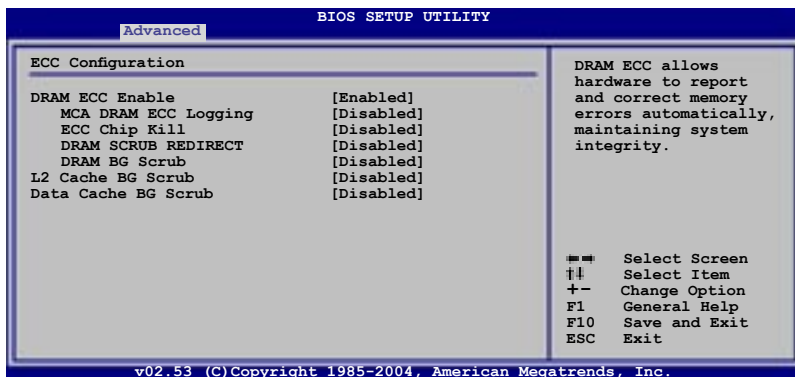 BIOS SETUP UTILITY
Advanced
ECC Configuration
DRAM ECC Enable [Enabled]
MCA DRAM ECC Logging [Disabled]
ECC Chip Kill [Disabled]
DRAM SCRUB REDIRECT [Disabled]
DRAM BG Scrub [Disabled]
L2 Cache BG Scrub [Disabled]
Data Cache BG Scrub [Disabled]
DRAM ECC allows
hardware to report
and correct memory
errors automatically,
maintaining system
integrity.
←→ Select Screen
↑↓ Select Item
+- Change Option
F1 General Help
F10 Save and Exit
ESC Exit
v02.53 (C)Copyright 1985-2004, American Megatrends, Inc.